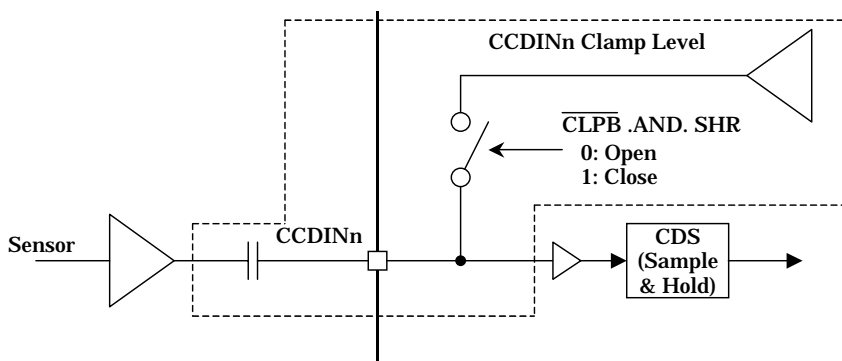 CCDINn Clamp Level
CLPB .AND. SHR
0: Open
1: Close
Sensor
CCDINn
CDS
(Sample
& Hold)